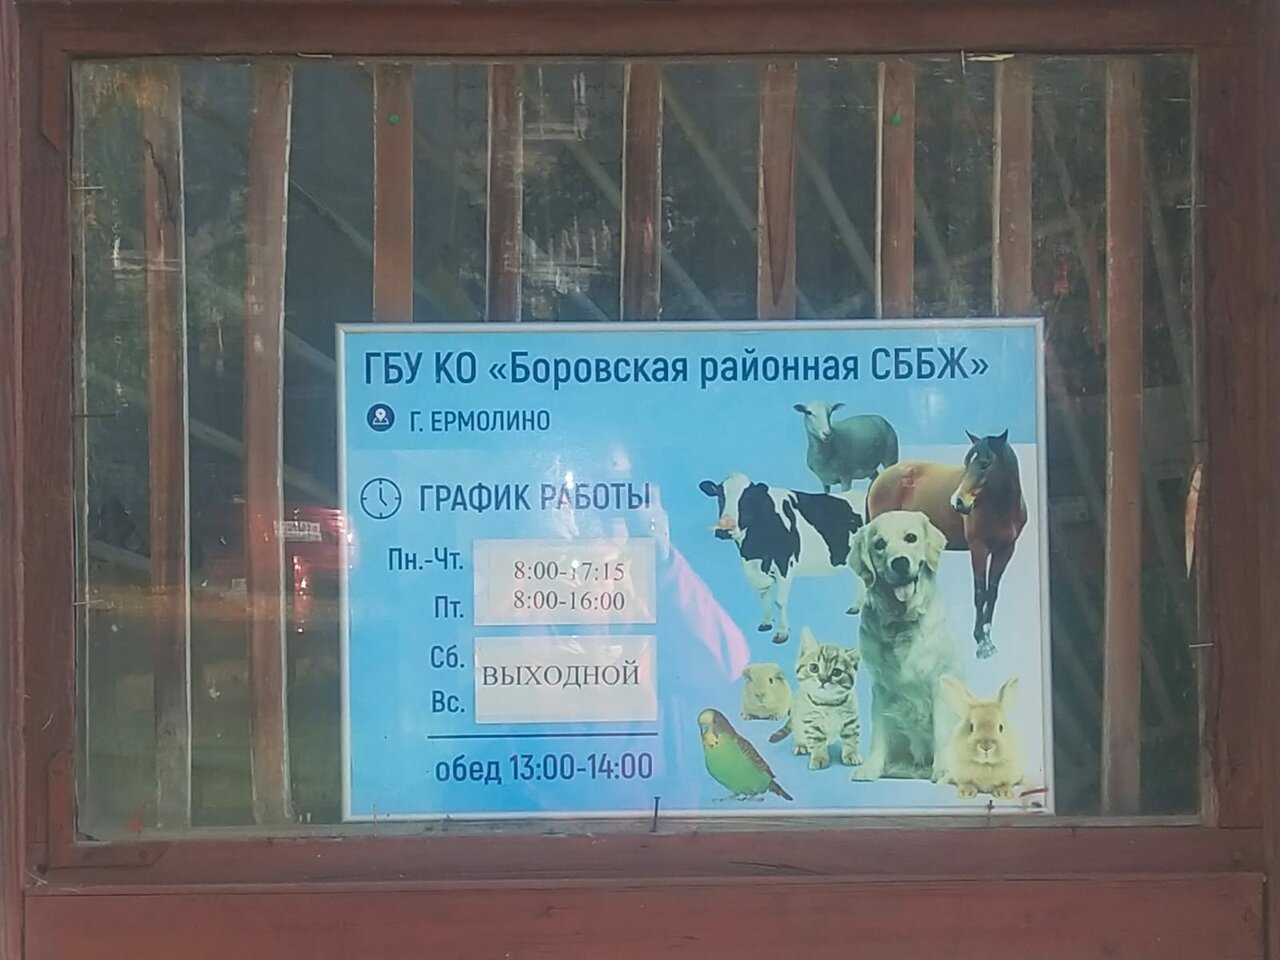 ГБУ КО «Боровская районная СББЖ»
Г. ЕРМОЛИНО
ГРАФИК РАБОТЫ
Пн.-Чт. 8:00-17:15
Пт. 8:00-16:00
Сб.
ВЫХОДНОЙ
Вс.
обед 13:00-14:00